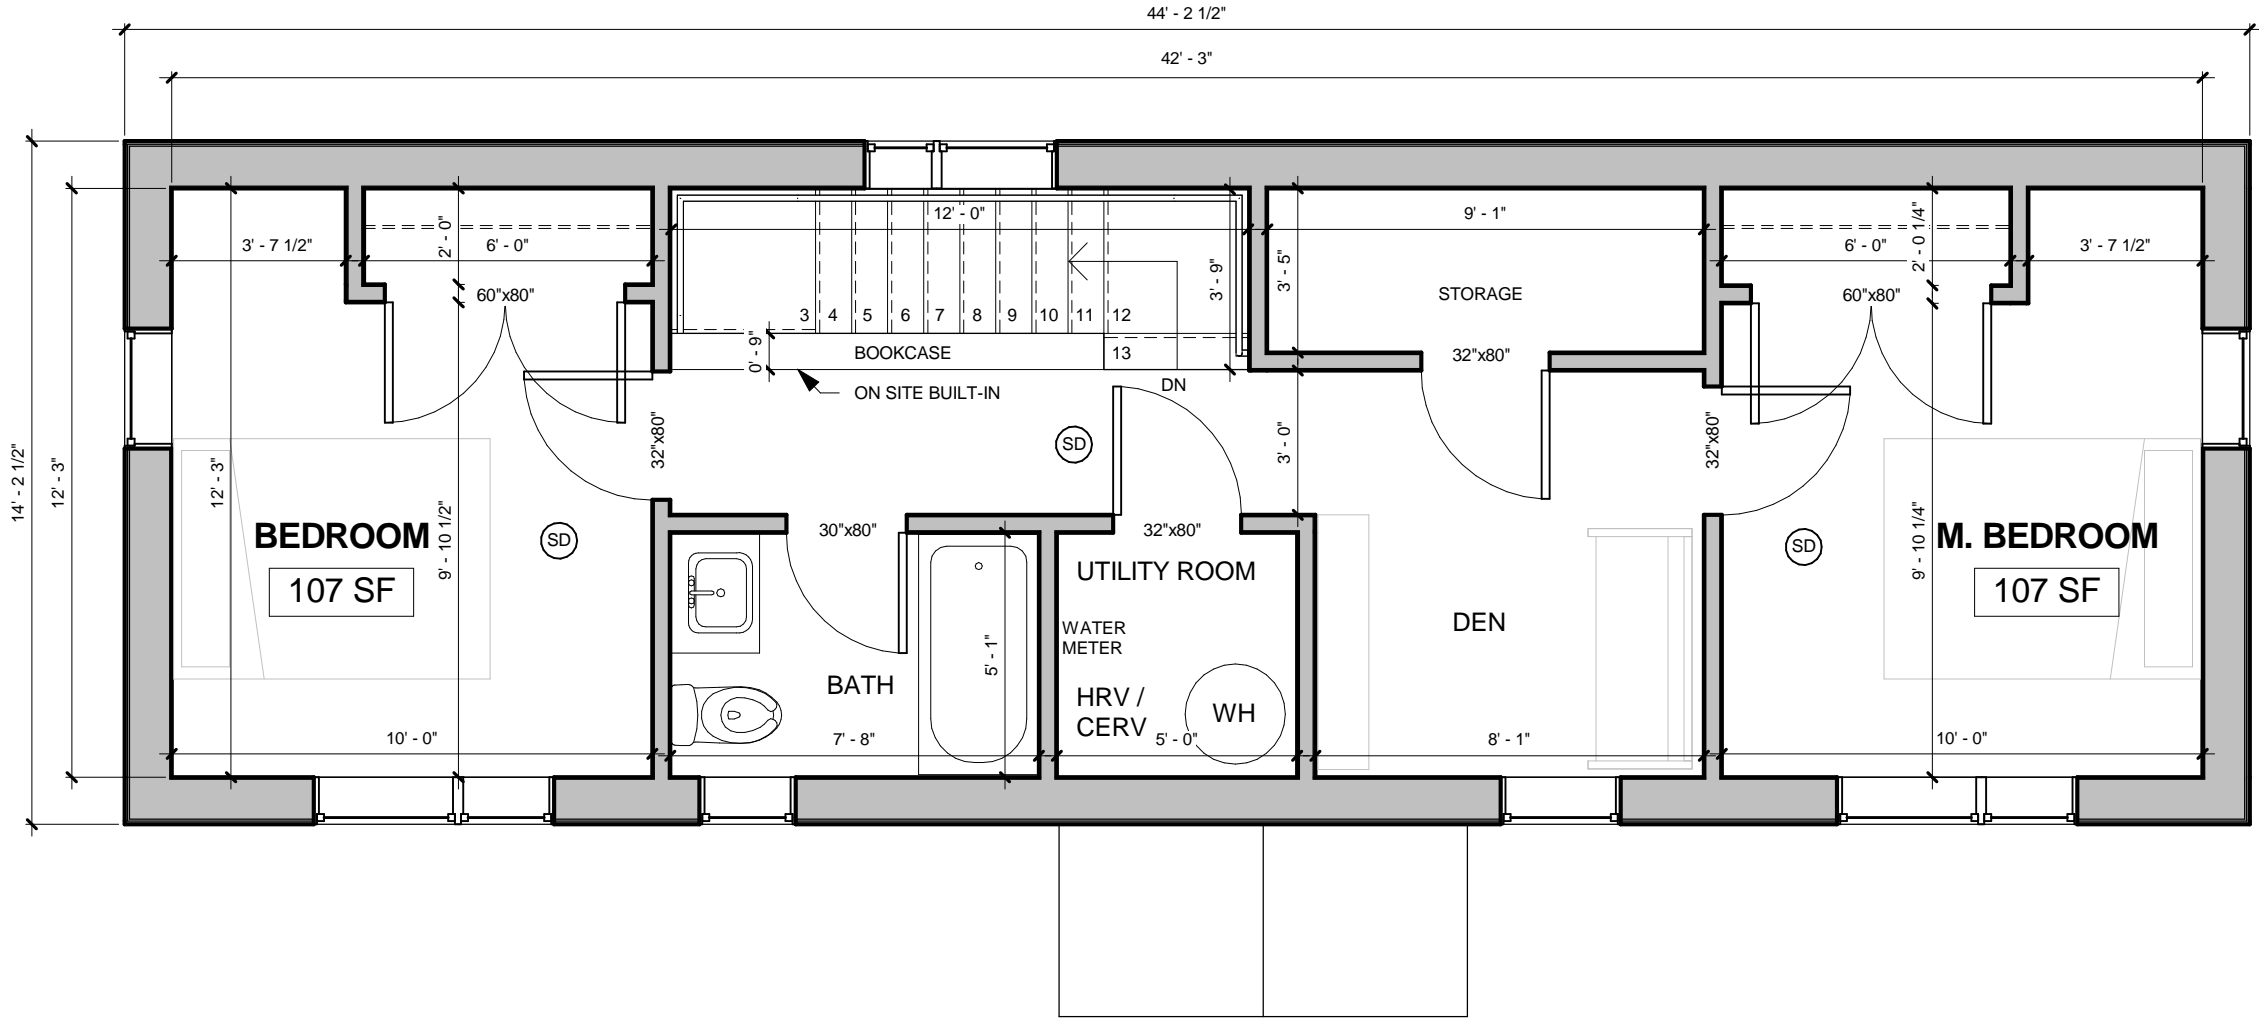 44' - 2 1/2"
42' - 3"
14' - 2 1/2"
12' - 3"
3' - 7 1/2"
2' - 0"
6' - 0"
60"x80"
12' - 0"
3' - 9"
3 4 5 6 7 8 9 10 11 12
13
0' - 9"
BOOKCASE
ON SITE BUILT-IN
DN
9' - 1"
3' - 5"
STORAGE
32"x80"
6' - 0"
2' - 0 1/4"
3' - 7 1/2"
60"x80"
32"x80"
SD
3' - 0"
32"x80"
12' - 3"
9' - 10 1/2"
BEDROOM
107 SF
SD
30"x80"
32"x80"
UTILITY ROOM
WATER
METER
HRV /
CERV
WH
5' - 1"
BATH
DEN
SD
9' - 10 1/4"
M. BEDROOM
107 SF
10' - 0"
7' - 8"
5' - 0"
8' - 1"
10' - 0"